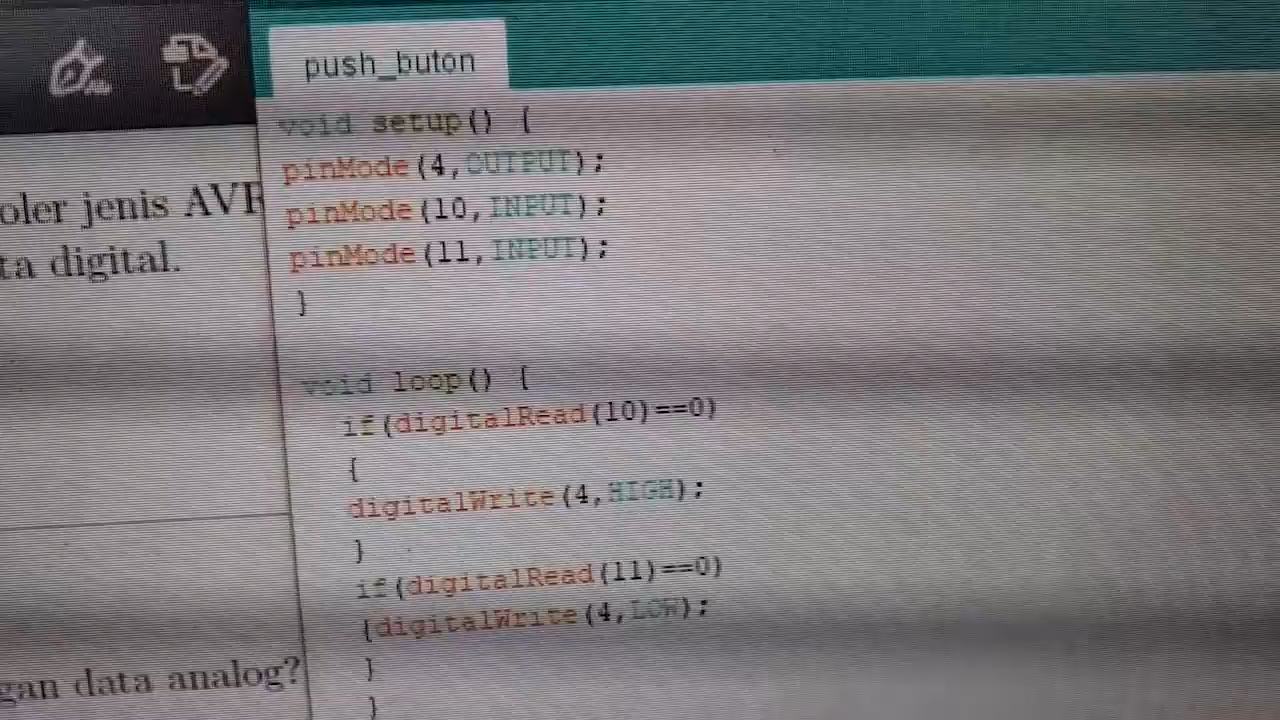 push_buton
void setup() {
pinMode(4,OUTPUT);
pinMode(10,INPUT);
pinMode(11,INPUT);
}
void loop() {
if(digitalRead(10)==0)
{
digitalWrite(4,HIGH);
}
if(digitalRead(11)==0)
{digitalWrite(4,LOW);
}
}
oler jenis AVR
ta digital.
gan data analog?